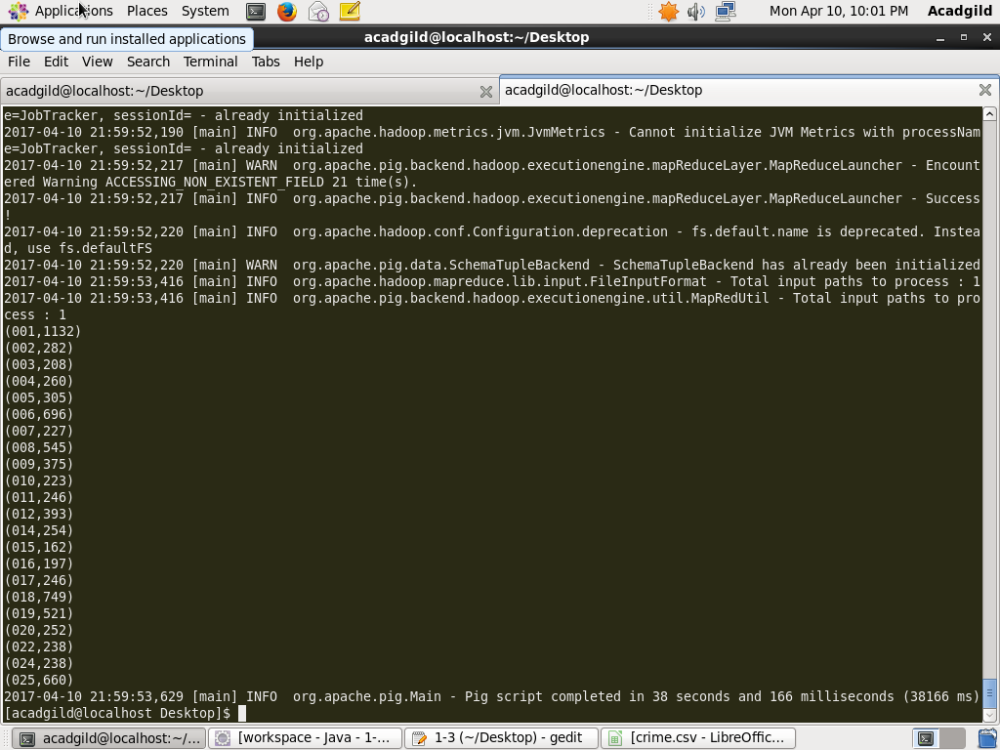 Applications Places System Mon Apr 10, 10:01 PM Acadgild
Browse and run installed applications
acadgild@localhost:~/Desktop
File Edit View Search Terminal Tabs Help
acadgild@localhost:~/Desktop acadgild@localhost:~/Desktop
e=JobTracker, sessionId= - already initialized
2017-04-10 21:59:52,190 [main] INFO  org.apache.hadoop.metrics.jvm.JvmMetrics - Cannot initialize JVM Metrics with processNam
e=JobTracker, sessionId= - already initialized
2017-04-10 21:59:52,217 [main] WARN  org.apache.pig.backend.hadoop.executionengine.mapReduceLayer.MapReduceLauncher - Encount
ered Warning ACCESSING_NON_EXISTENT_FIELD 21 time(s).
2017-04-10 21:59:52,217 [main] INFO  org.apache.pig.backend.hadoop.executionengine.mapReduceLayer.MapReduceLauncher - Success
!
2017-04-10 21:59:52,220 [main] INFO  org.apache.hadoop.conf.Configuration.deprecation - fs.default.name is deprecated. Instea
d, use fs.defaultFS
2017-04-10 21:59:52,220 [main] WARN  org.apache.pig.data.SchemaTupleBackend - SchemaTupleBackend has already been initialized
2017-04-10 21:59:53,416 [main] INFO  org.apache.hadoop.mapreduce.lib.input.FileInputFormat - Total input paths to process : 1
2017-04-10 21:59:53,416 [main] INFO  org.apache.pig.backend.hadoop.executionengine.util.MapRedUtil - Total input paths to pro
cess : 1
(001,1132)
(002,282)
(003,208)
(004,260)
(005,305)
(006,696)
(007,227)
(008,545)
(009,375)
(010,223)
(011,246)
(012,393)
(014,254)
(015,162)
(016,197)
(017,246)
(018,749)
(019,521)
(020,252)
(022,238)
(024,238)
(025,660)
2017-04-10 21:59:53,629 [main] INFO  org.apache.pig.Main - Pig script completed in 38 seconds and 166 milliseconds (38166 ms)
[acadgild@localhost Desktop]$
acadgild@localhost:~/... [workspace - Java - 1-... 1-3 (~/Desktop) - gedit [crime.csv - LibreOffic...